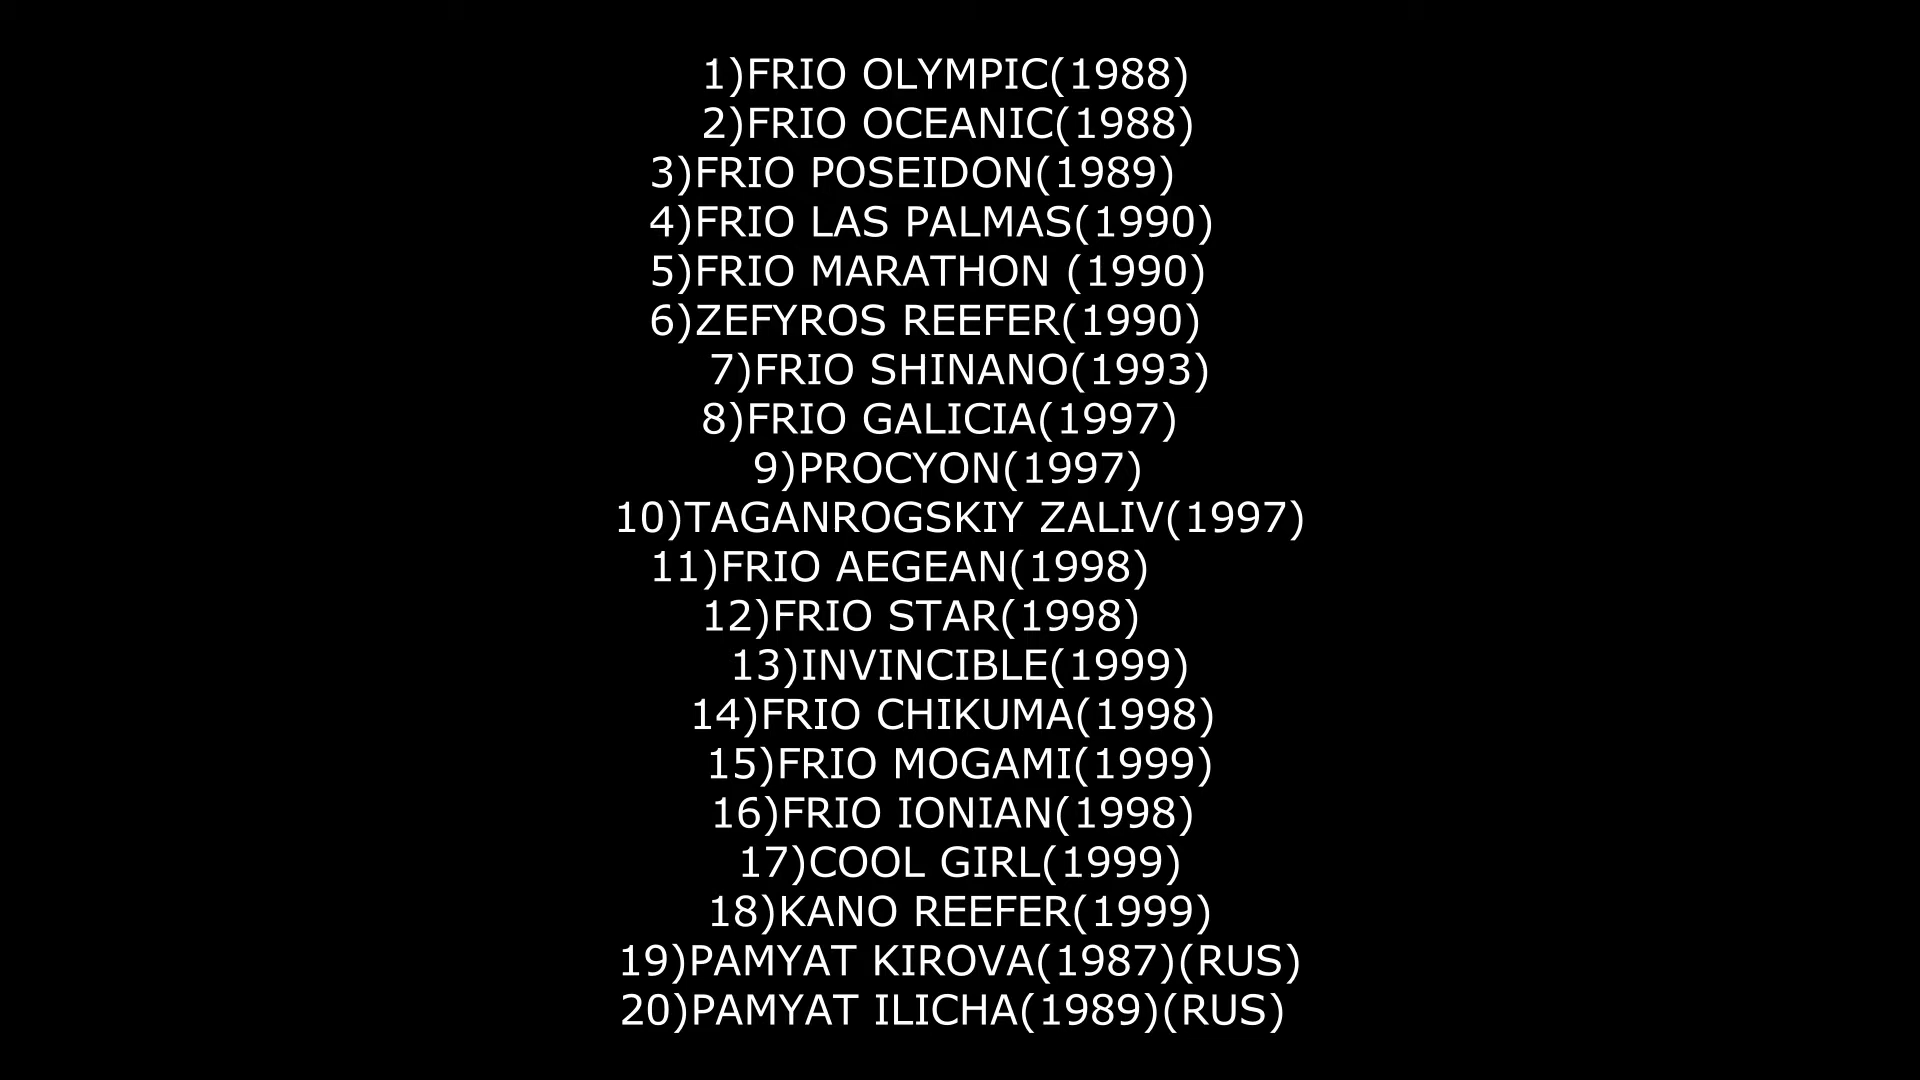 1)FRIO OLYMPIC(1988)
2)FRIO OCEANIC(1988)
3)FRIO POSEIDON(1989)
4)FRIO LAS PALMAS(1990)
5)FRIO MARATHON (1990)
6)ZEFYROS REEFER(1990)
7)FRIO SHINANO(1993)
8)FRIO GALICIA(1997)
9)PROCYON(1997)
10)TAGANROGSKIY ZALIV(1997)
11)FRIO AEGEAN(1998)
12)FRIO STAR(1998)
13)INVINCIBLE(1999)
14)FRIO CHIKUMA(1998)
15)FRIO MOGAMI(1999)
16)FRIO IONIAN(1998)
17)COOL GIRL(1999)
18)KANO REEFER(1999)
19)PAMYAT KIROVA(1987)(RUS)
20)PAMYAT ILICHA(1989)(RUS)